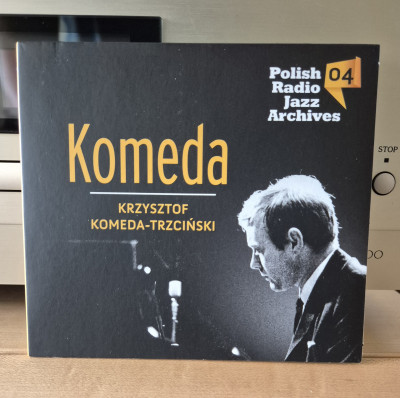 Polish
Radio
Jazz
Archives
04
Komeda
KRZYSZTOF
KOMEDA-TRZCIŃSKI
STOP